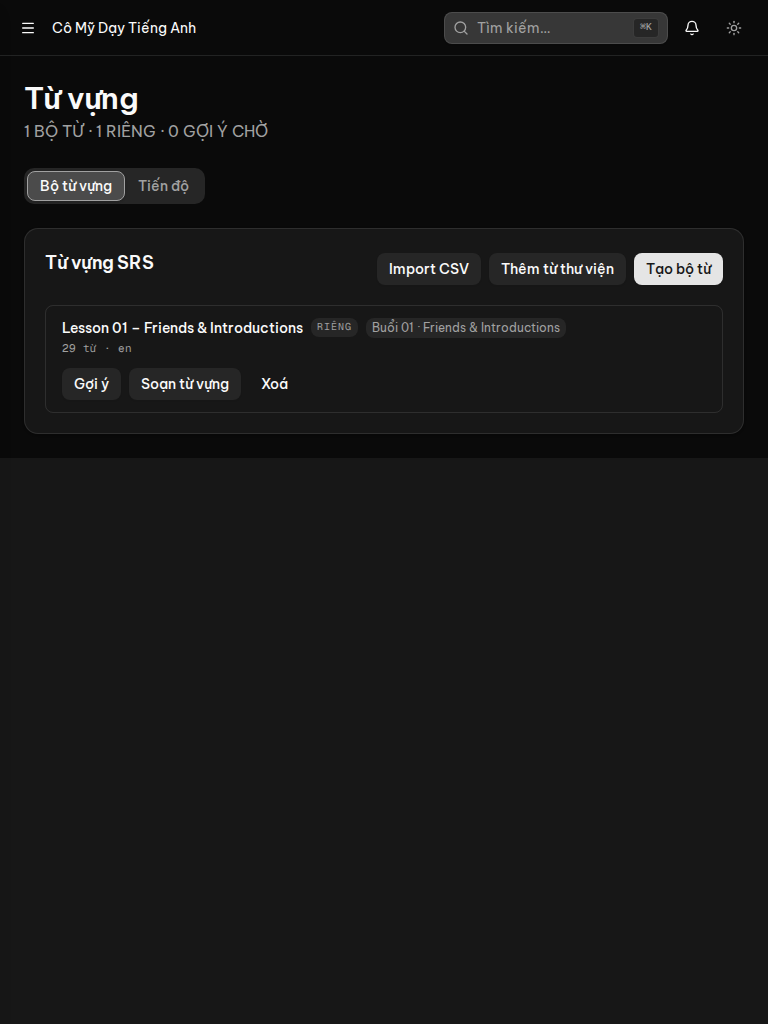 Cô Mỹ Dạy Tiếng Anh
Tìm kiếm...
⌘K
Từ vựng
1 BỘ TỪ · 1 RIÊNG · 0 GỢI Ý CHỜ
Bộ từ vựng
Tiến độ
Từ vựng SRS
Import CSV
Thêm từ thư viện
Tạo bộ từ
Lesson 01 – Friends & Introductions
RIÊNG
Buổi 01 · Friends & Introductions
29 từ · en
Gợi ý
Soạn từ vựng
Xoá